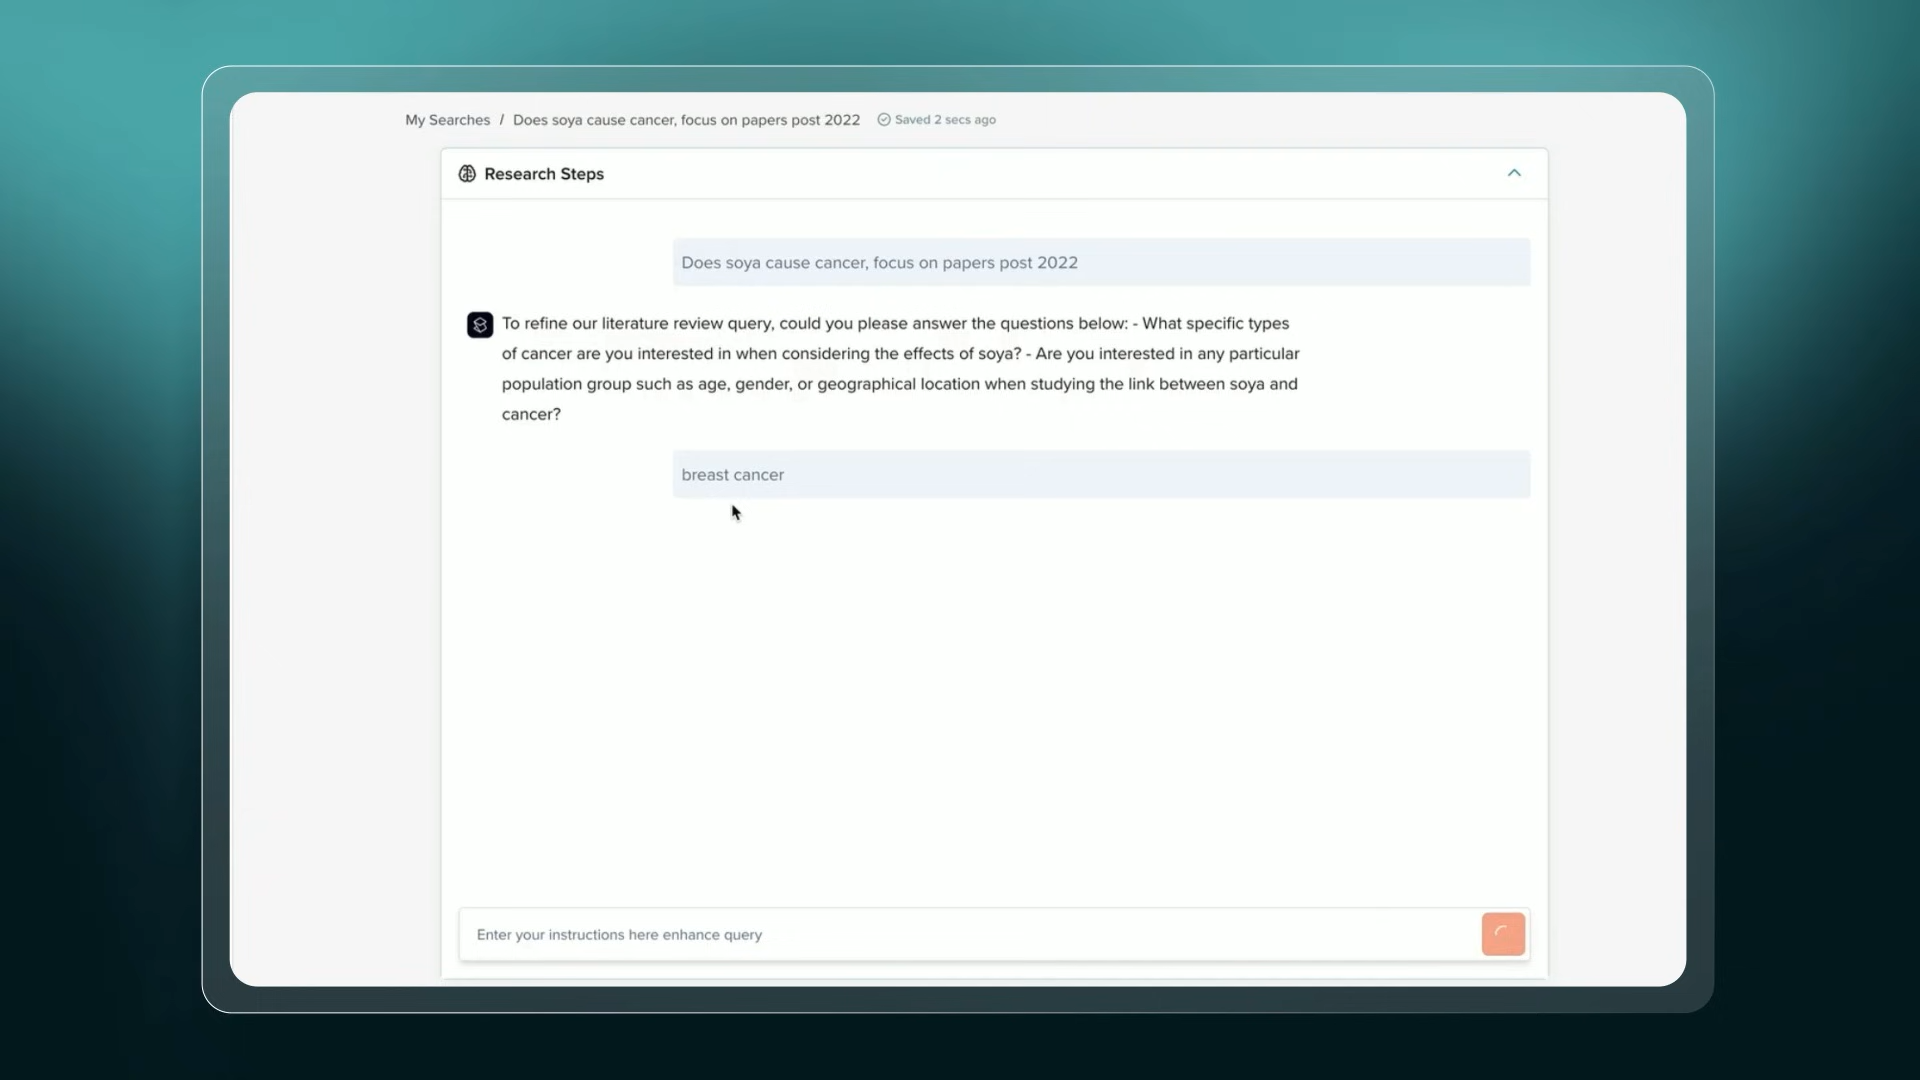 My Searches / Does soya cause cancer, focus on papers post 2022 Saved 2 secs ago
Research Steps
Does soya cause cancer, focus on papers post 2022
To refine our literature review query, could you please answer the questions below: - What specific types
of cancer are you interested in when considering the effects of soya? - Are you interested in any particular
population group such as age, gender, or geographical location when studying the link between soya and
cancer?
breast cancer
Enter your instructions here enhance query